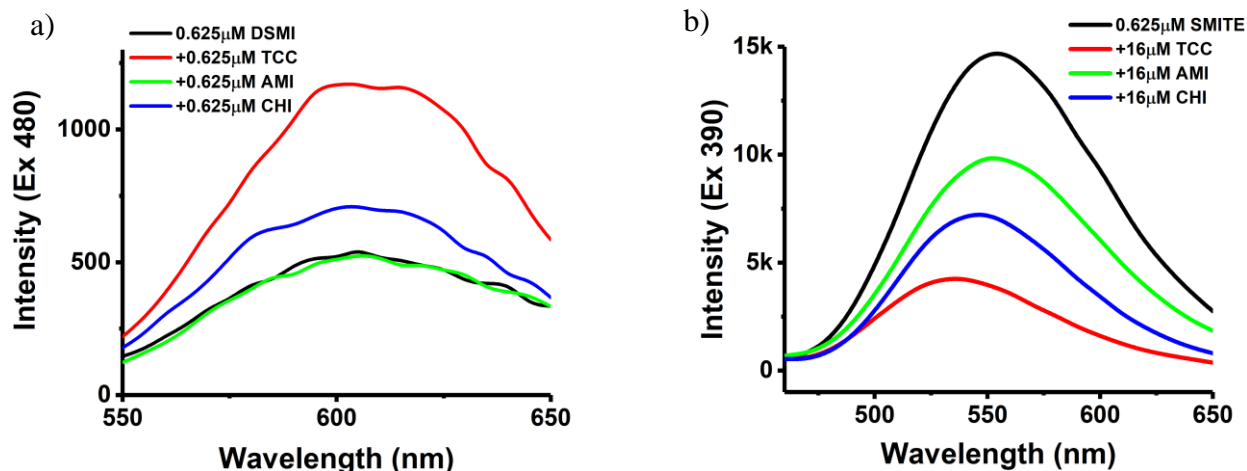 a)
0.625µM DSMI
+0.625µM TCC
+0.625µM AMI
+0.625µM CHI
1000
500
0
Intensity (Ex 480)
550
600
650
Wavelength (nm)
b)
0.625µM SMITE
+16µM TCC
+16µM AMI
+16µM CHI
15k
10k
5k
0
Intensity (Ex 390)
500
550
600
650
Wavelength (nm)